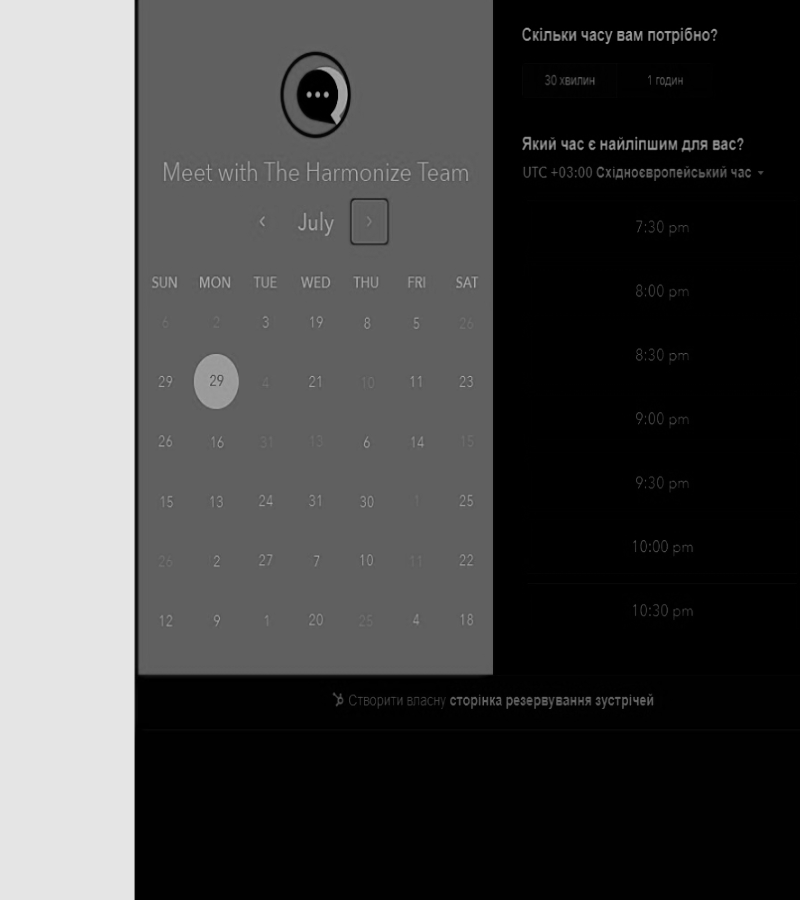 Meet with The Harmonize Team
July
SUN MON TUE WED THU FRI SAT
6 2 3 19 8 5 26
29 29 4 21 10 11 23
26 16 31 13 6 14 15
15 13 24 31 30 1 25
26 2 27 7 10 11 22
12 9 1 20 25 4 18
Скільки часу вам потрібно?
30 хвилин 1 годин
Який час є найліпшим для вас?
UTC +03:00 Східноєвропейський час
7:30 pm
8:00 pm
8:30 pm
9:00 pm
9:30 pm
10:00 pm
10:30 pm
Створити власну сторінка резервування зустрічей